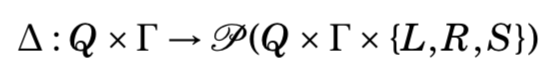 Δ : Q × Γ → 𝒫(Q × Γ × {L,R,S})